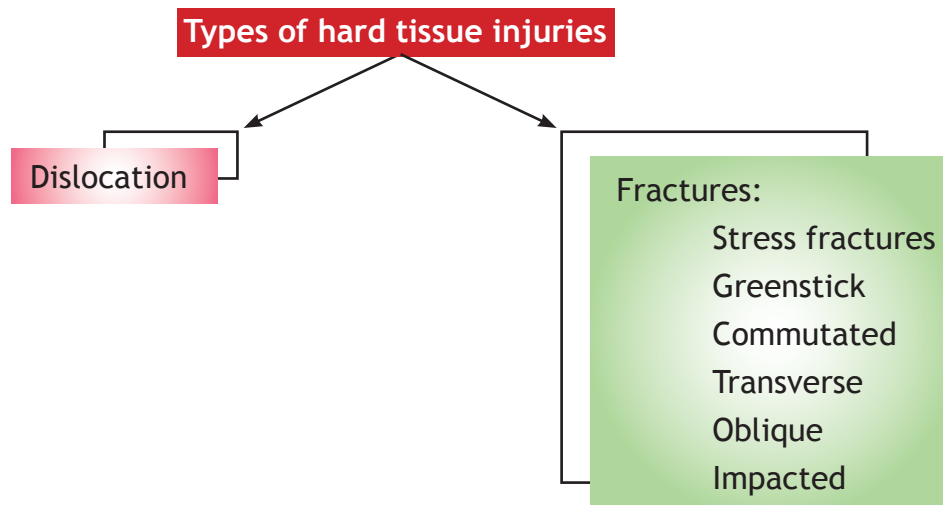 Types of hard tissue injuries
Dislocation
Fractures:
Stress fractures
Greenstick
Commutated
Transverse
Oblique
Impacted